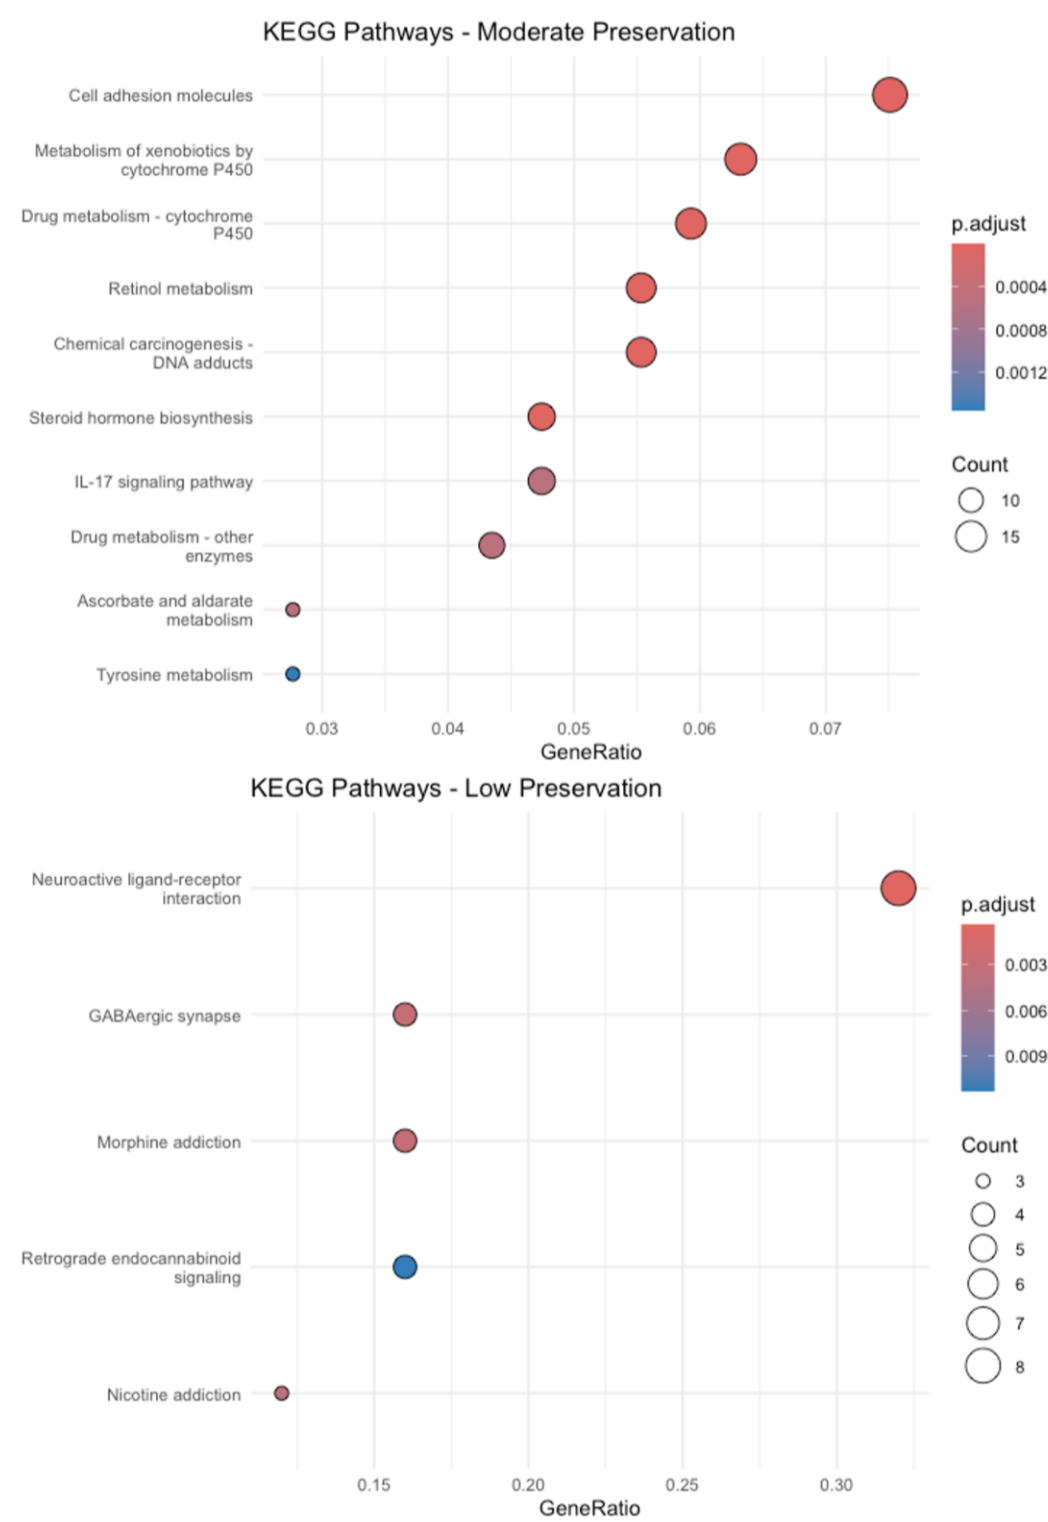 KEGG Pathways - Moderate Preservation
Cell adhesion molecules
Metabolism of xenobiotics by
cytochrome P450
Drug metabolism - cytochrome
P450
Retinol metabolism
Chemical carcinogenesis -
DNA adducts
Steroid hormone biosynthesis
IL-17 signaling pathway
Drug metabolism - other
enzymes
Ascorbate and aldarate
metabolism
Tyrosine metabolism
0.03 0.04 0.05 0.06 0.07
GeneRatio
p.adjust
0.0004
0.0008
0.0012
Count
10
15
KEGG Pathways - Low Preservation
Neuroactive ligand-receptor
interaction
GABAergic synapse
Morphine addiction
Retrograde endocannabinoid
signaling
Nicotine addiction
0.15 0.20 0.25 0.30
GeneRatio
p.adjust
0.003
0.006
0.009
Count
3
4
5
6
7
8